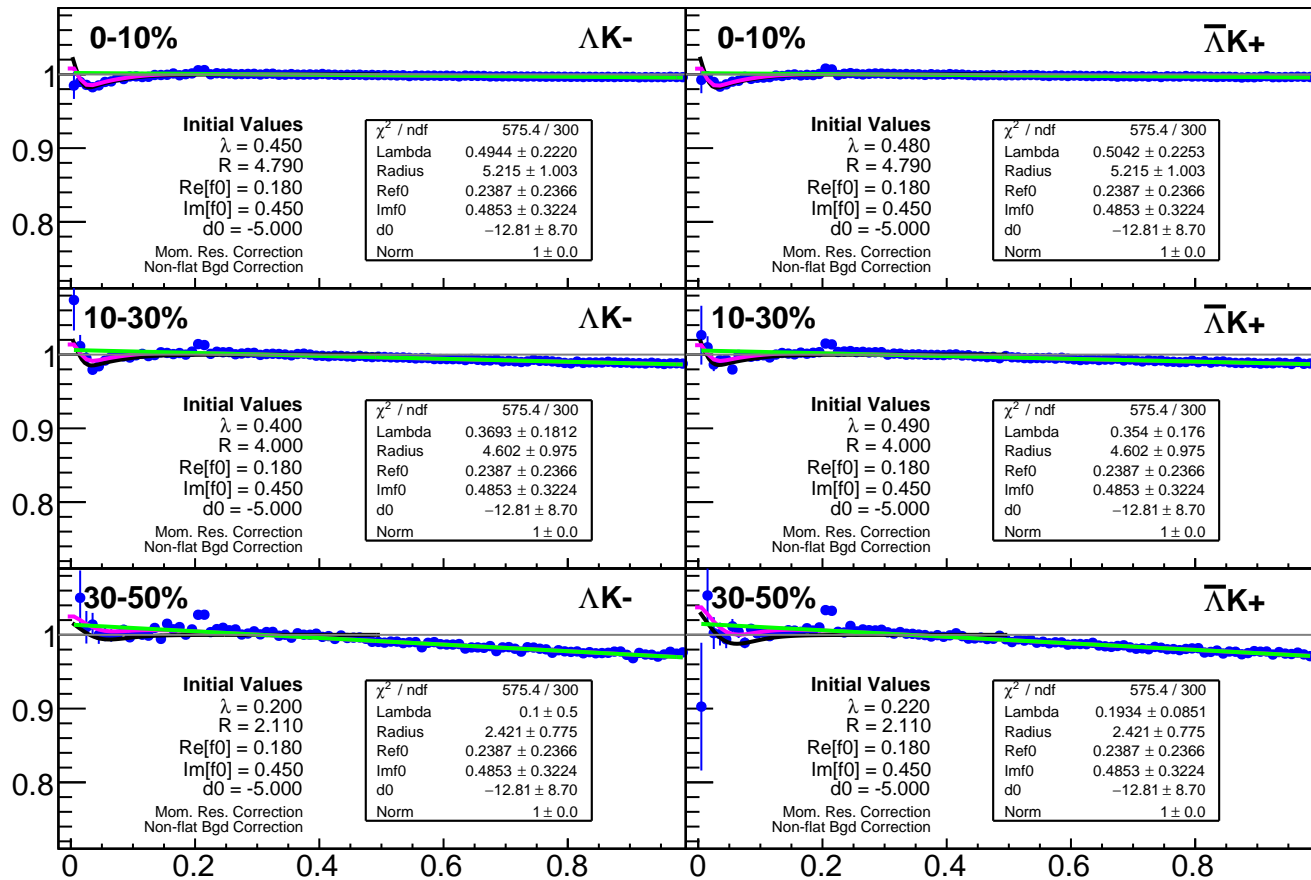 0-10%
ΛK-
1
0.9
0.8
Initial Values
λ = 0.450
R = 4.790
Re[f0] = 0.180
Im[f0] = 0.450
d0 = -5.000
Mom. Res. Correction
Non-flat Bgd Correction
χ² / ndf 575.4 / 300
Lambda 0.4944 ± 0.2220
Radius 5.215 ± 1.003
Ref0 0.2387 ± 0.2366
Imf0 0.4853 ± 0.3224
d0 −12.81 ± 8.70
Norm 1 ± 0.0
0-10%
Λ̅K+
Initial Values
λ = 0.480
R = 4.790
Re[f0] = 0.180
Im[f0] = 0.450
d0 = -5.000
Mom. Res. Correction
Non-flat Bgd Correction
χ² / ndf 575.4 / 300
Lambda 0.5042 ± 0.2253
Radius 5.215 ± 1.003
Ref0 0.2387 ± 0.2366
Imf0 0.4853 ± 0.3224
d0 −12.81 ± 8.70
Norm 1 ± 0.0
10-30%
ΛK-
1
0.9
0.8
Initial Values
λ = 0.400
R = 4.000
Re[f0] = 0.180
Im[f0] = 0.450
d0 = -5.000
Mom. Res. Correction
Non-flat Bgd Correction
χ² / ndf 575.4 / 300
Lambda 0.3693 ± 0.1812
Radius 4.602 ± 0.975
Ref0 0.2387 ± 0.2366
Imf0 0.4853 ± 0.3224
d0 −12.81 ± 8.70
Norm 1 ± 0.0
10-30%
Λ̅K+
Initial Values
λ = 0.490
R = 4.000
Re[f0] = 0.180
Im[f0] = 0.450
d0 = -5.000
Mom. Res. Correction
Non-flat Bgd Correction
χ² / ndf 575.4 / 300
Lambda 0.354 ± 0.176
Radius 4.602 ± 0.975
Ref0 0.2387 ± 0.2366
Imf0 0.4853 ± 0.3224
d0 −12.81 ± 8.70
Norm 1 ± 0.0
30-50%
ΛK-
1
0.9
0.8
Initial Values
λ = 0.200
R = 2.110
Re[f0] = 0.180
Im[f0] = 0.450
d0 = -5.000
Mom. Res. Correction
Non-flat Bgd Correction
χ² / ndf 575.4 / 300
Lambda 0.1 ± 0.5
Radius 2.421 ± 0.775
Ref0 0.2387 ± 0.2366
Imf0 0.4853 ± 0.3224
d0 −12.81 ± 8.70
Norm 1 ± 0.0
30-50%
Λ̅K+
Initial Values
λ = 0.220
R = 2.110
Re[f0] = 0.180
Im[f0] = 0.450
d0 = -5.000
Mom. Res. Correction
Non-flat Bgd Correction
χ² / ndf 575.4 / 300
Lambda 0.1934 ± 0.0851
Radius 2.421 ± 0.775
Ref0 0.2387 ± 0.2366
Imf0 0.4853 ± 0.3224
d0 −12.81 ± 8.70
Norm 1 ± 0.0
0 0.2 0.4 0.6 0.8
0 0.2 0.4 0.6 0.8